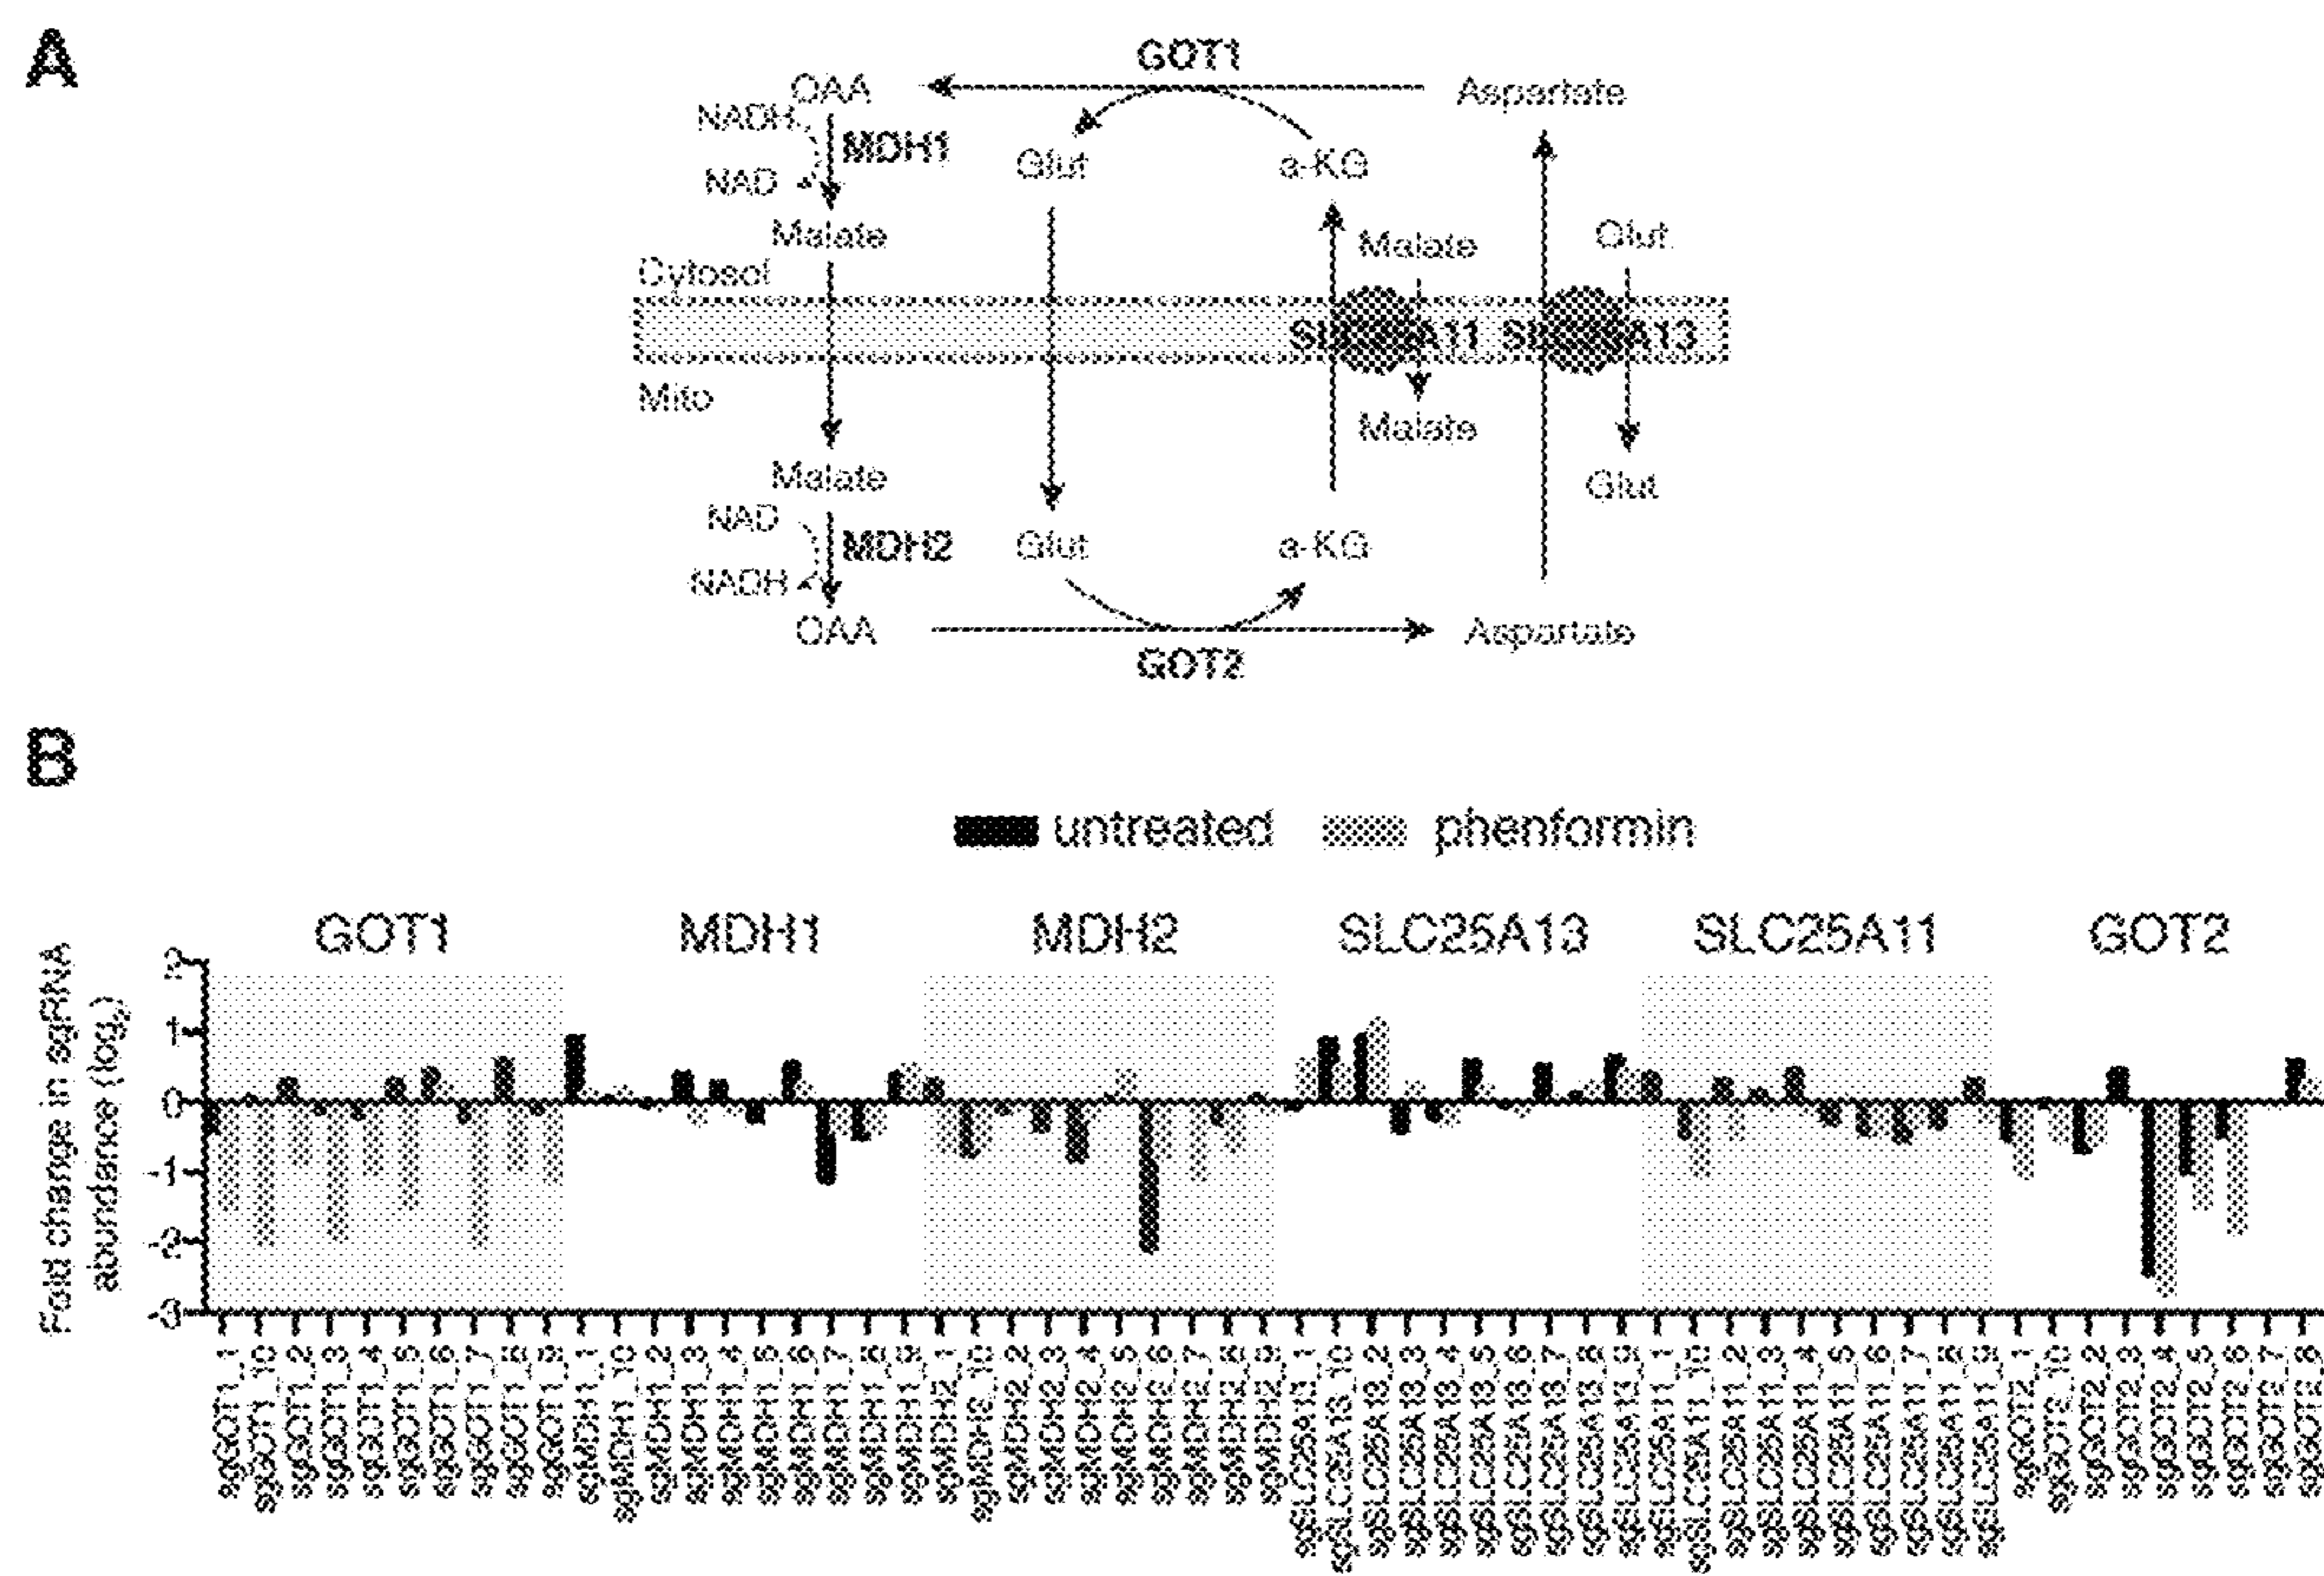 A
GOT1
OAA
Aspartate
NADH
MDH1
Glut
a-KG
NAD
Malate
Malate
Glut
Cytosol
SLC25A11
SLC25A13
Mito
Malate
Malate
Glut
NAD
MDH2
Glut
a-KG
NADH
OAA
Aspartate
GOT2
B
untreated
phenformin
GOT1
MDH1
MDH2
SLC25A13
SLC25A11
GOT2
Fold change in sgRNA
abundance (log₂)
2
1
0
-1
-2
-3
sgGOT1_1
sgGOT1_10
sgGOT1_2
sgGOT1_3
sgGOT1_4
sgGOT1_5
sgGOT1_6
sgGOT1_7
sgGOT1_8
sgGOT1_9
sgMDH1_1
sgMDH1_10
sgMDH1_2
sgMDH1_3
sgMDH1_4
sgMDH1_5
sgMDH1_6
sgMDH1_7
sgMDH1_8
sgMDH1_9
sgMDH2_1
sgMDH2_10
sgMDH2_2
sgMDH2_3
sgMDH2_4
sgMDH2_5
sgMDH2_6
sgMDH2_7
sgMDH2_8
sgMDH2_9
sgSLC25A13_1
sgSLC25A13_10
sgSLC25A13_2
sgSLC25A13_3
sgSLC25A13_4
sgSLC25A13_5
sgSLC25A13_6
sgSLC25A13_7
sgSLC25A13_8
sgSLC25A13_9
sgSLC25A11_1
sgSLC25A11_10
sgSLC25A11_2
sgSLC25A11_3
sgSLC25A11_4
sgSLC25A11_5
sgSLC25A11_6
sgSLC25A11_7
sgSLC25A11_8
sgSLC25A11_9
sgGOT2_1
sgGOT2_10
sgGOT2_2
sgGOT2_3
sgGOT2_4
sgGOT2_5
sgGOT2_6
sgGOT2_7
sgGOT2_8